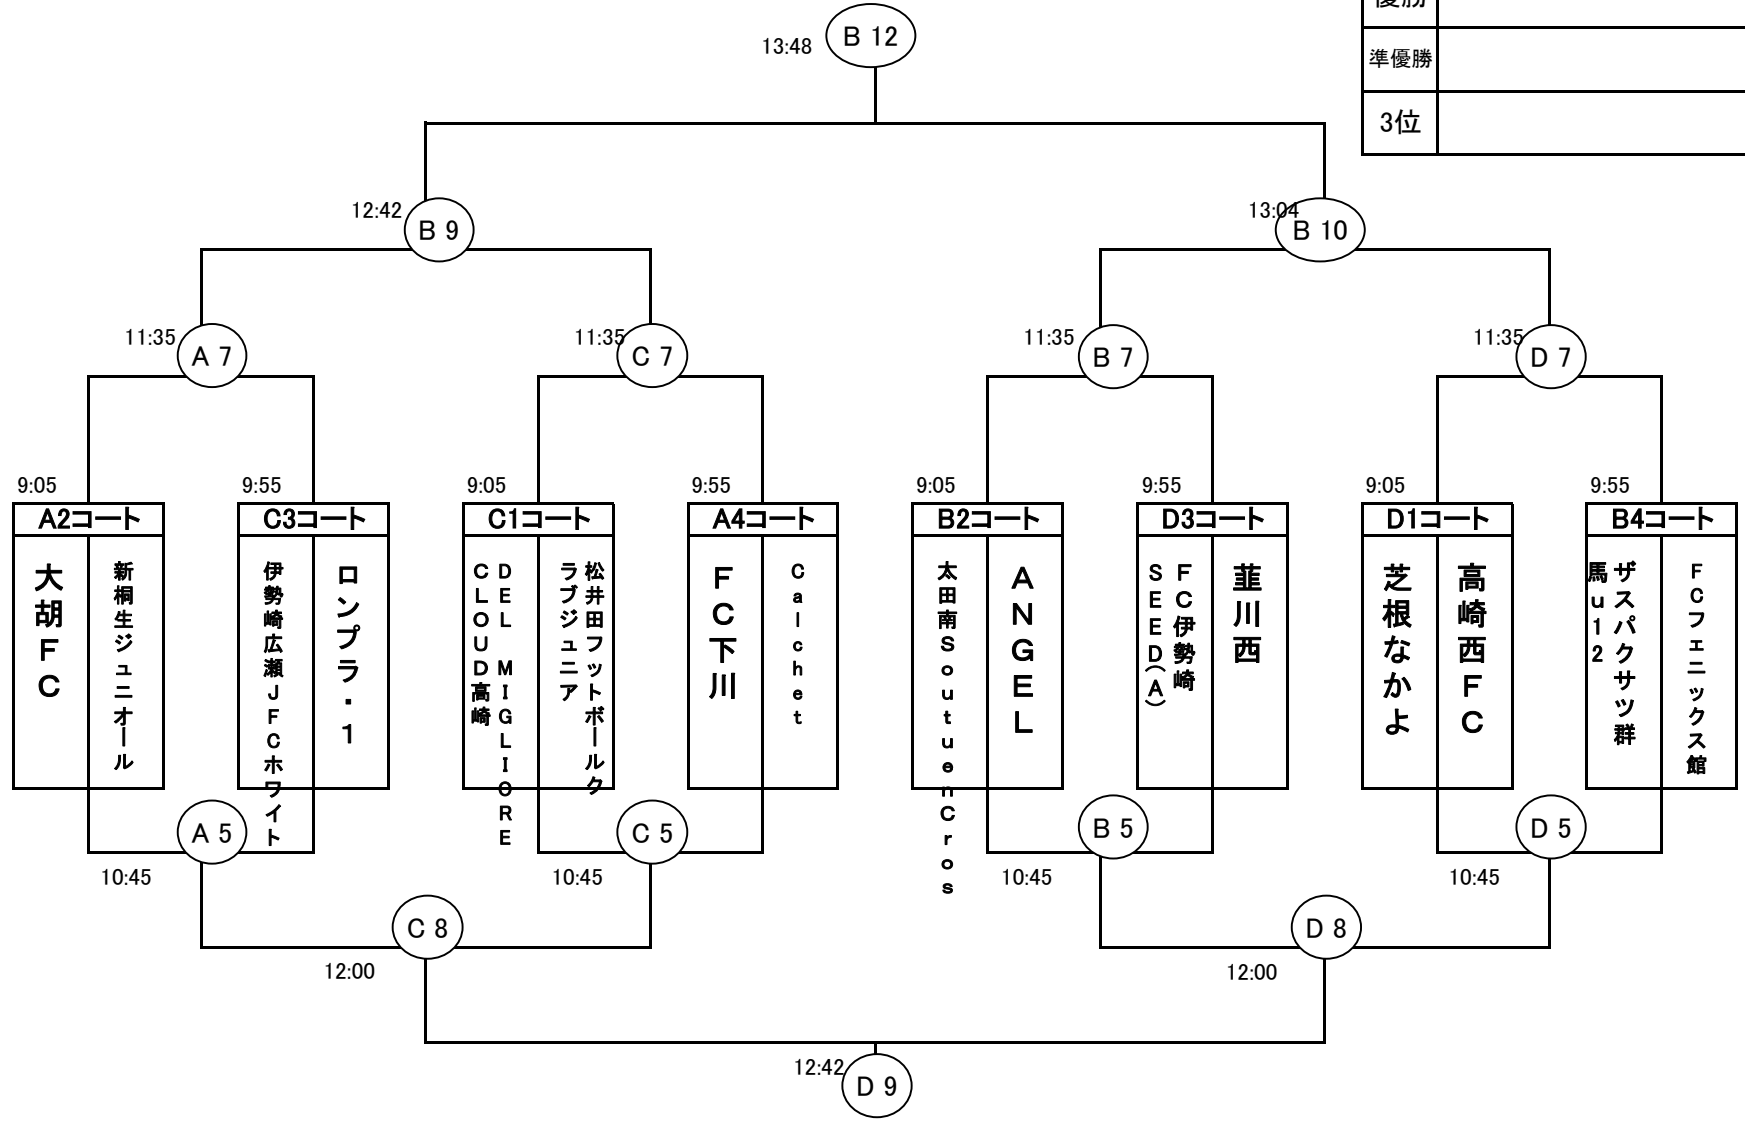 優勝
準優勝
3位
13:48
B 12
12:42
B 9
13:04
B 10
11:35
A 7
11:35
C 7
11:35
B 7
11:35
D 7
9:05
9:55
9:05
9:55
9:05
9:55
9:05
9:55
A2コート
C3コート
C1コート
A4コート
B2コート
D3コート
D1コート
B4コート
大胡FC
新桐生ジュニオール
伊勢崎広瀬JFCホワイト
ロンプラ・1
DEL MIGLIORE
CLOUD高崎
松井田フットボールク
ラブジュニア
FC下川
Calchet
太田南SoutuenCros
ANGEL
FC伊勢崎
SEED(A)
韮川西
芝根なかよ
高崎西FC
ザスパクサツ群
馬u12
FCフェニックス館
A 5
C 5
B 5
D 5
10:45
10:45
10:45
10:45
C 8
D 8
12:00
12:00
12:42
D 9